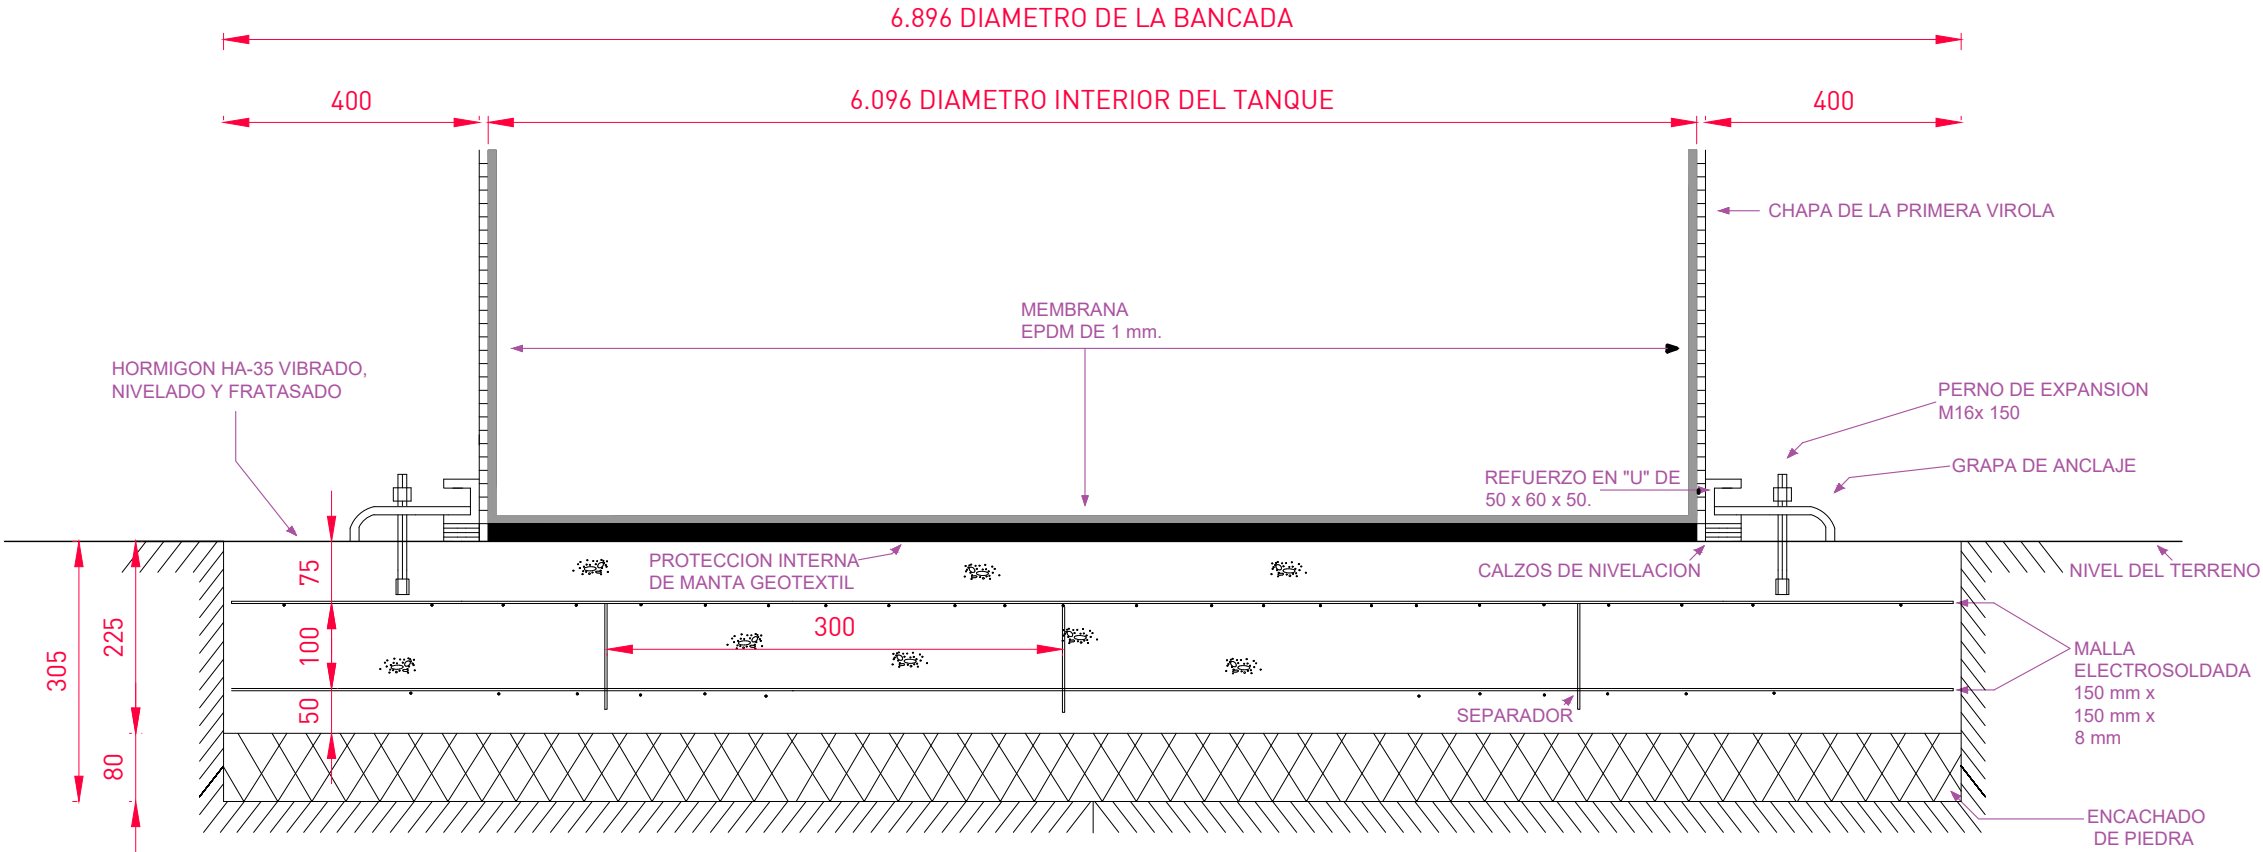 6.896 DIAMETRO DE LA BANCADA
400
6.096 DIAMETRO INTERIOR DEL TANQUE
400
CHAPA DE LA PRIMERA VIROLA
MEMBRANA
EPDM DE 1 mm.
HORMIGON HA-35 VIBRADO,
NIVELADO Y FRATASADO
PERNO DE EXPANSION
M16x 150
GRAPA DE ANCLAJE
REFUERZO EN "U" DE
50 x 60 x 50.
PROTECCION INTERNA
DE MANTA GEOTEXTIL
CALZOS DE NIVELACION
NIVEL DEL TERRENO
75
225
305
100
300
50
80
SEPARADOR
MALLA
ELECTROSOLDADA
150 mm x
150 mm x
8 mm
ENCACHADO
DE PIEDRA